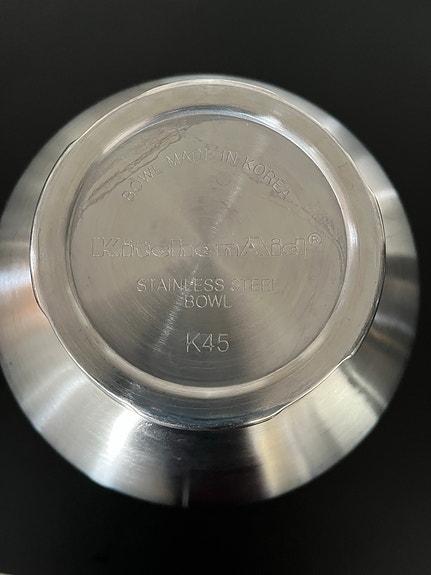 BOWL MADE IN KOREA
KitchenAid®
STAINLESS STEEL
BOWL
K45